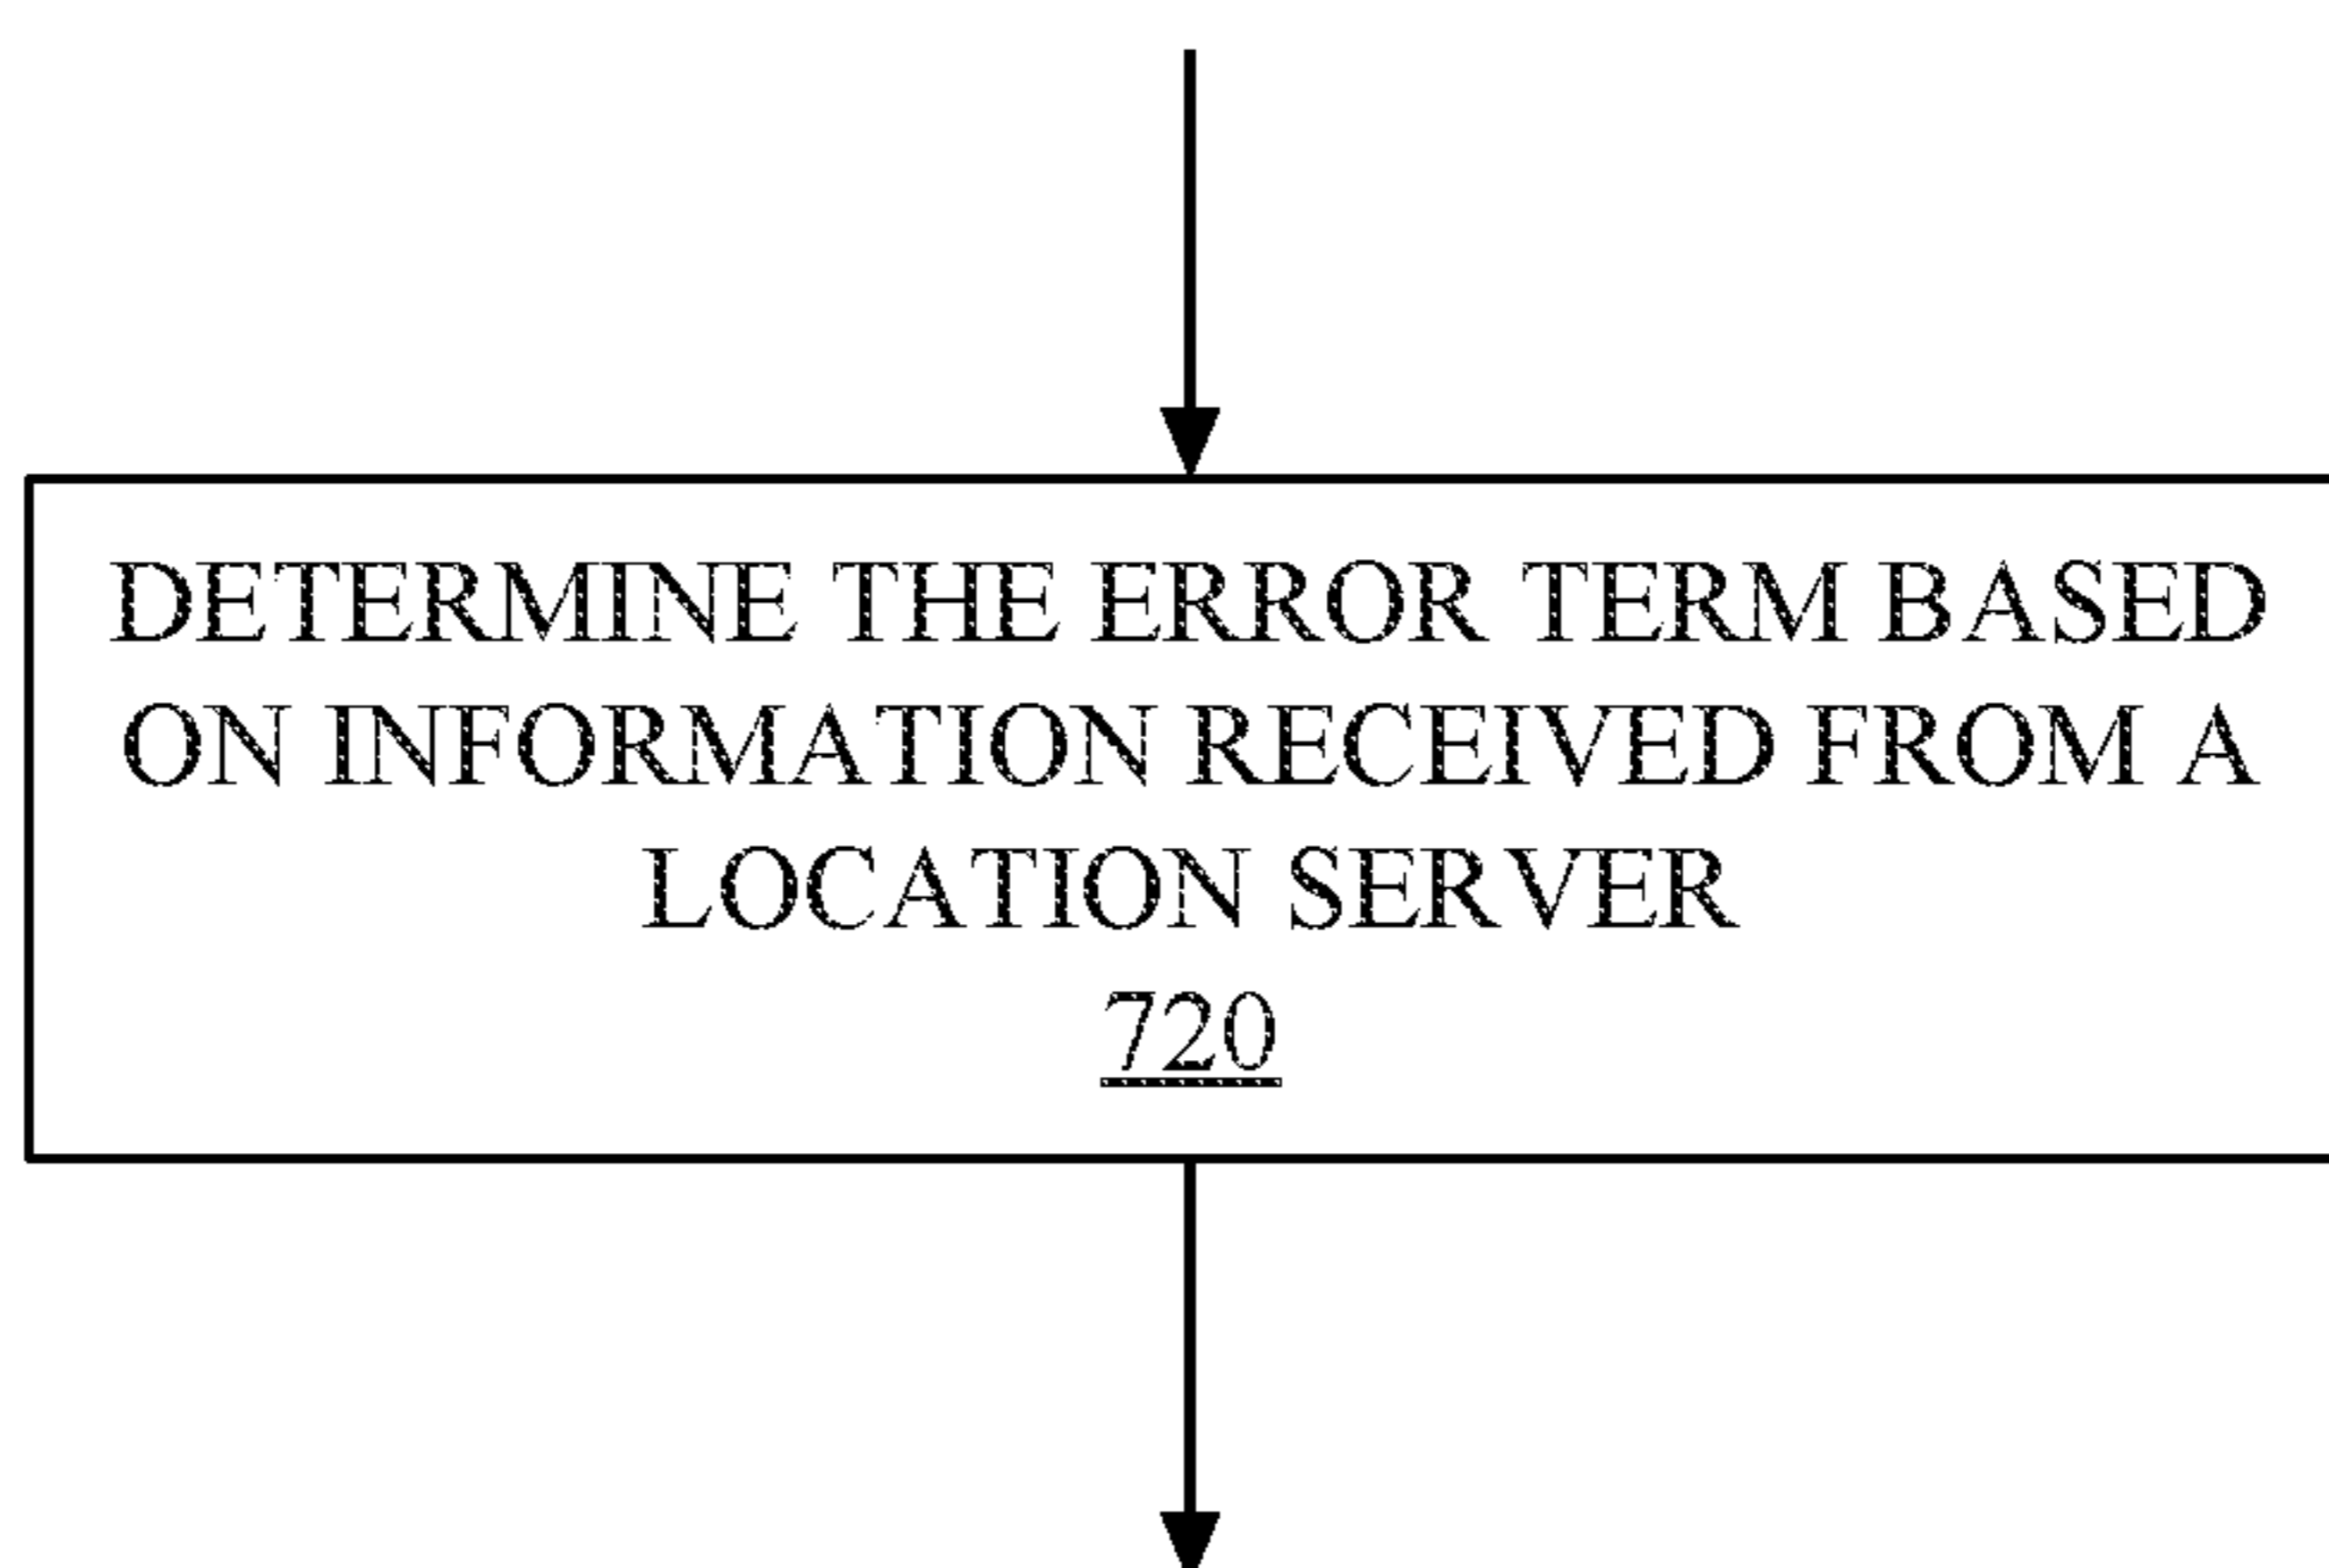 DETERMINE THE ERROR TERM BASED
ON INFORMATION RECEIVED FROM A
LOCATION SERVER
720